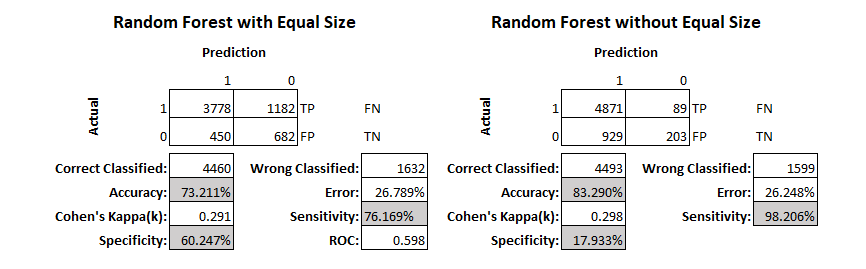 Random Forest with Equal Size
Prediction
1 0
Actual
1 3778 1182 TP FN
0 450 682 FP TN
Correct Classified: 4460 Wrong Classified: 1632
Accuracy: 73.211% Error: 26.789%
Cohen's Kappa(k): 0.291 Sensitivity: 76.169%
Specificity: 60.247% ROC: 0.598
Random Forest without Equal Size
Prediction
1 0
Actual
1 4871 89 TP FN
0 929 203 FP TN
Correct Classified: 4493 Wrong Classified: 1599
Accuracy: 83.290% Error: 26.248%
Cohen's Kappa(k): 0.298 Sensitivity: 98.206%
Specificity: 17.933%